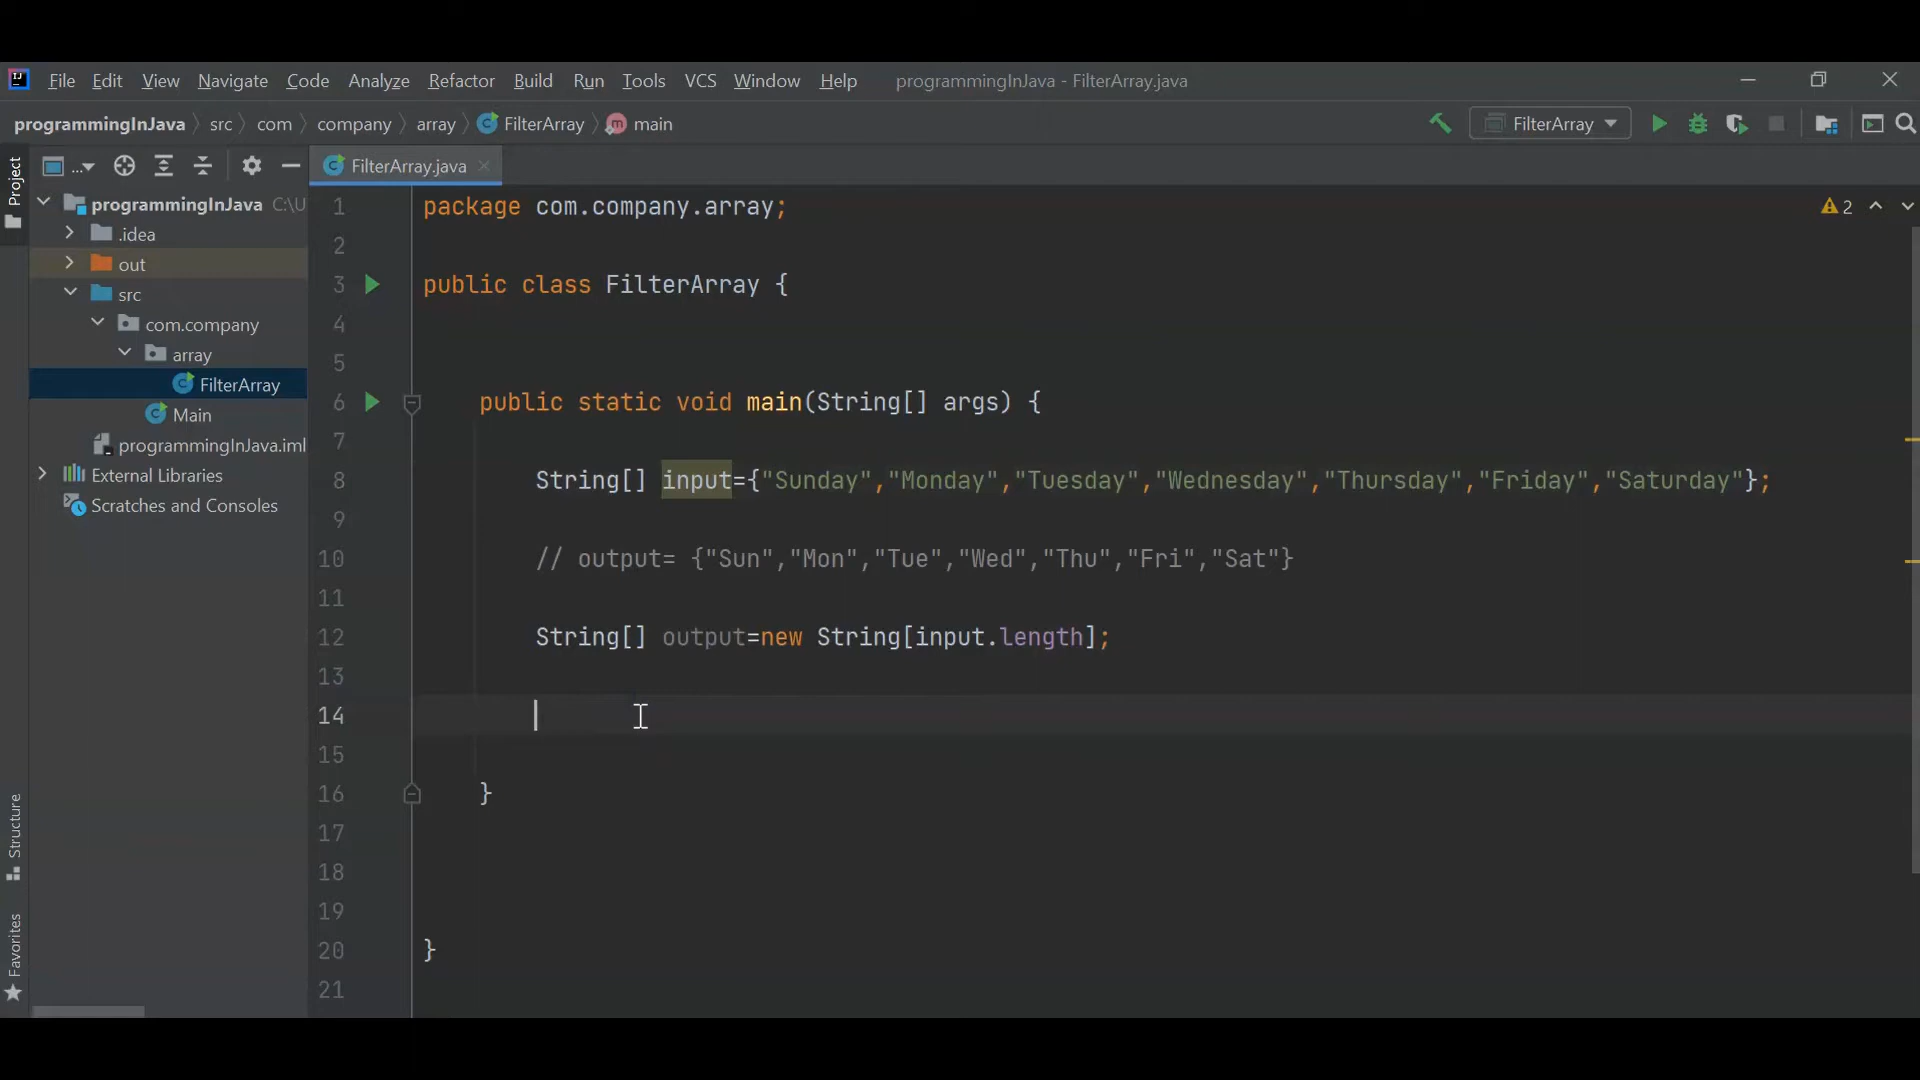 File Edit View Navigate Code Analyze Refactor Build Run Tools VCS Window Help programmingInJava - FilterArray.java
programmingInJava src com company array FilterArray main FilterArray
Project ... FilterArray.java
programmingInJava C:\U
.idea
out
src
com.company
array
FilterArray
Main
programmingInJava.iml
External Libraries
Scratches and Consoles
Structure
Favorites
2
1 package com.company.array;
2
3 public class FilterArray {
4
5
6 public static void main(String[] args) {
7
8 String[] input={"Sunday","Monday","Tuesday","Wednesday","Thursday","Friday","Saturday"};
9
10 // output= {"Sun","Mon","Tue","Wed","Thu","Fri","Sat"}
11
12 String[] output=new String[input.length];
13
14
15
16 }
17
18
19
20 }
21